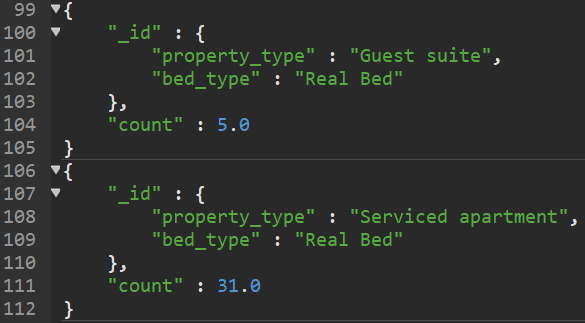 99 {
100 "_id" : {
101 "property_type" : "Guest suite",
102 "bed_type" : "Real Bed"
103 },
104 "count" : 5.0
105 }
106 {
107 "_id" : {
108 "property_type" : "Serviced apartment",
109 "bed_type" : "Real Bed"
110 },
111 "count" : 31.0
112 }